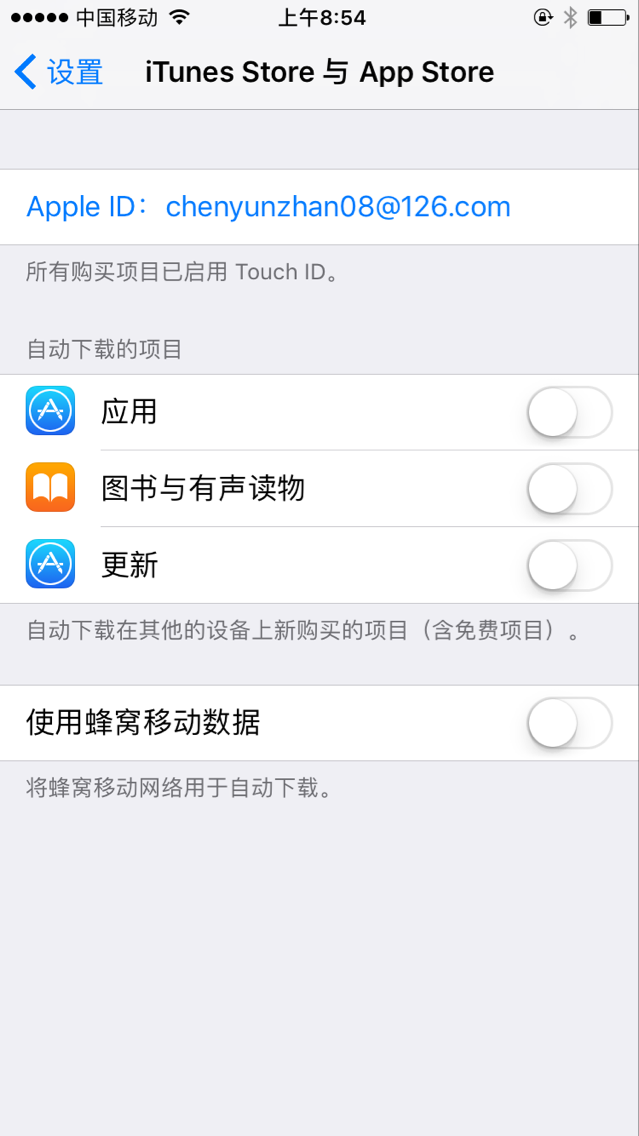 中国移动 上午8:54
设置 iTunes Store 与 App Store
Apple ID：chenyunzhan08@126.com
所有购买项目已启用 Touch ID。
自动下载的项目
应用
图书与有声读物
更新
自动下载在其他的设备上新购买的项目（含免费项目）。
使用蜂窝移动数据
将蜂窝移动网络用于自动下载。